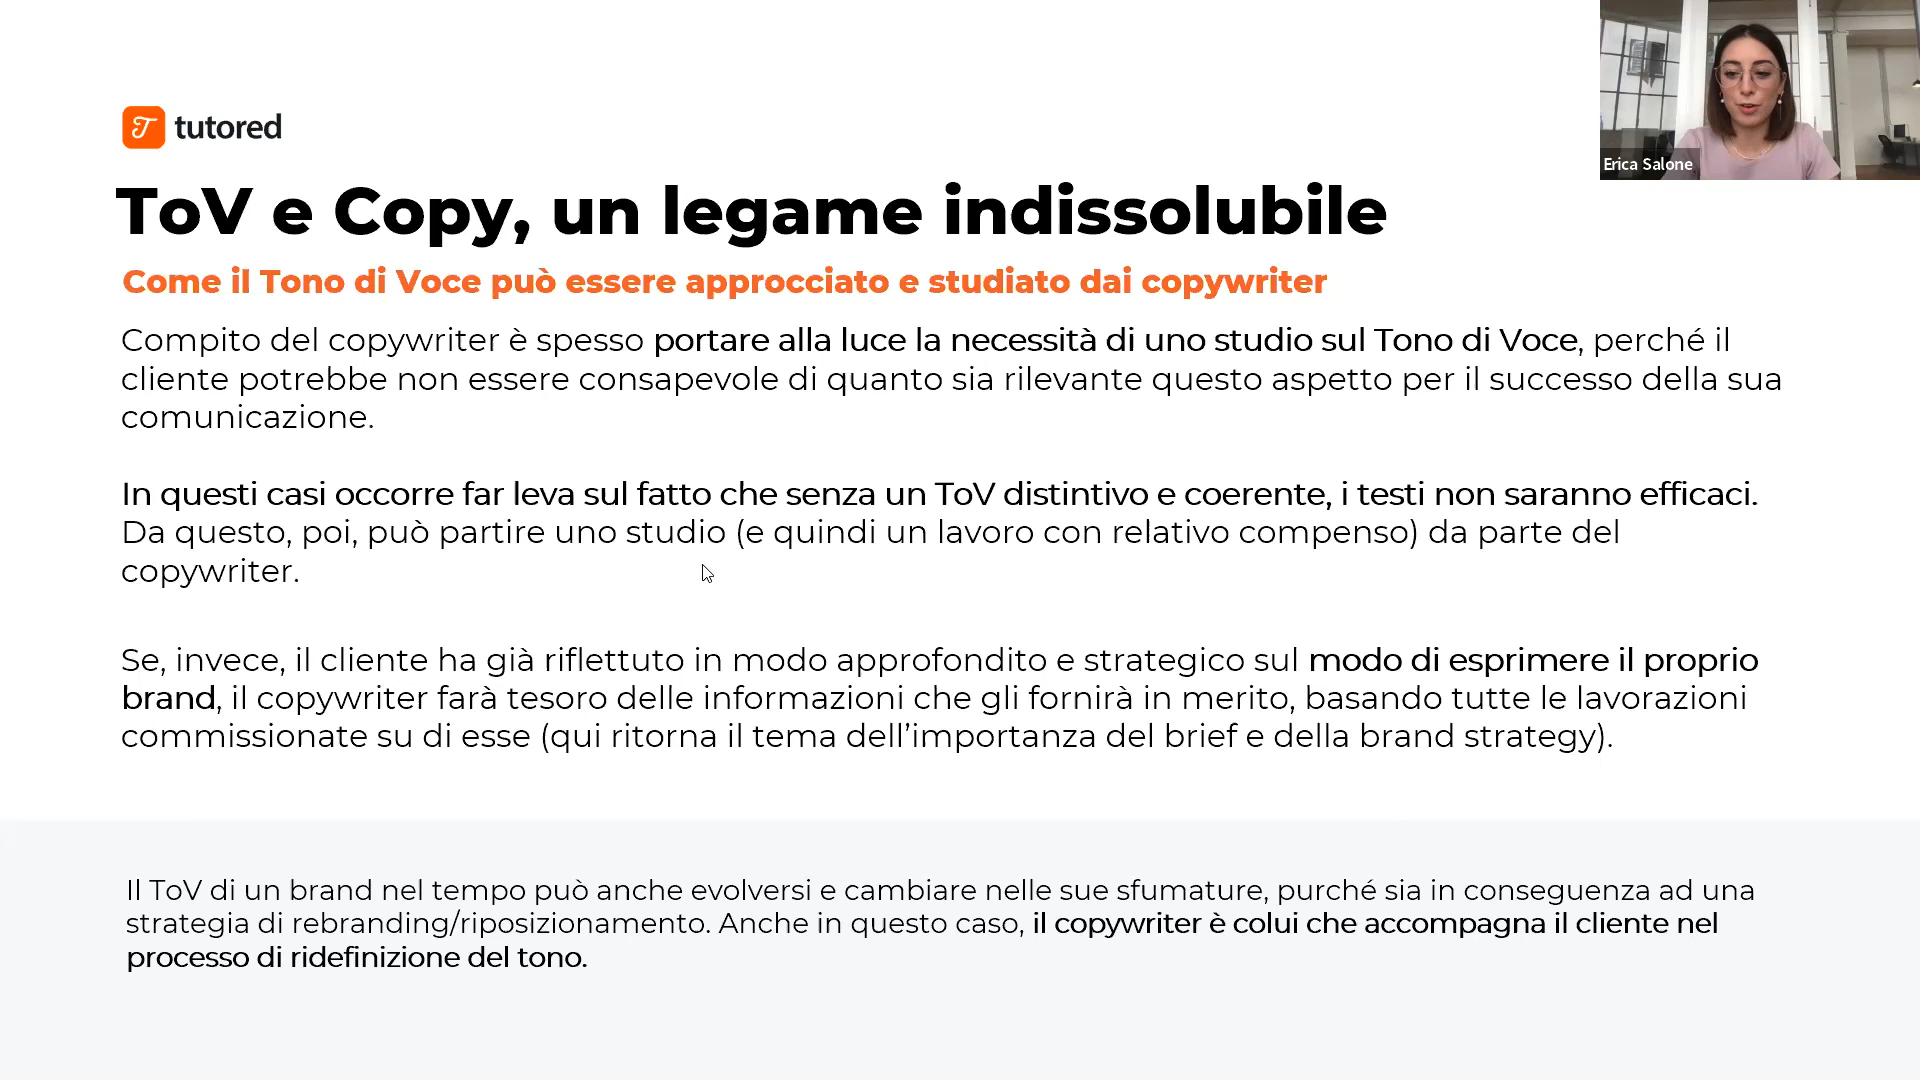 tutored
Erica Salone
ToV e Copy, un legame indissolubile
Come il Tono di Voce può essere approcciato e studiato dai copywriter
Compito del copywriter è spesso portare alla luce la necessità di uno studio sul Tono di Voce, perché il
cliente potrebbe non essere consapevole di quanto sia rilevante questo aspetto per il successo della sua
comunicazione.
In questi casi occorre far leva sul fatto che senza un ToV distintivo e coerente, i testi non saranno efficaci.
Da questo, poi, può partire uno studio (e quindi un lavoro con relativo compenso) da parte del
copywriter.
Se, invece, il cliente ha già riflettuto in modo approfondito e strategico sul modo di esprimere il proprio
brand, il copywriter farà tesoro delle informazioni che gli fornirà in merito, basando tutte le lavorazioni
commissionate su di esse (qui ritorna il tema dell’importanza del brief e della brand strategy).
Il ToV di un brand nel tempo può anche evolversi e cambiare nelle sue sfumature, purché sia in conseguenza ad una
strategia di rebranding/riposizionamento. Anche in questo caso, il copywriter è colui che accompagna il cliente nel
processo di ridefinizione del tono.